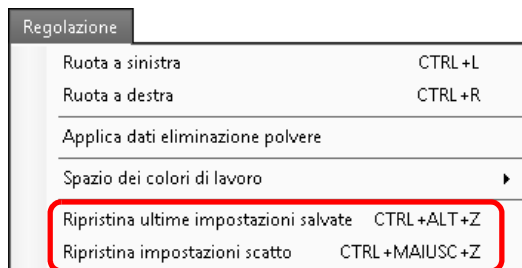 Regolazione
Ruota a sinistra CTRL+L
Ruota a destra CTRL+R
Applica dati eliminazione polvere
Spazio dei colori di lavoro
Ripristina ultime impostazioni salvate CTRL+ALT+Z
Ripristina impostazioni scatto CTRL+MAIUSC+Z